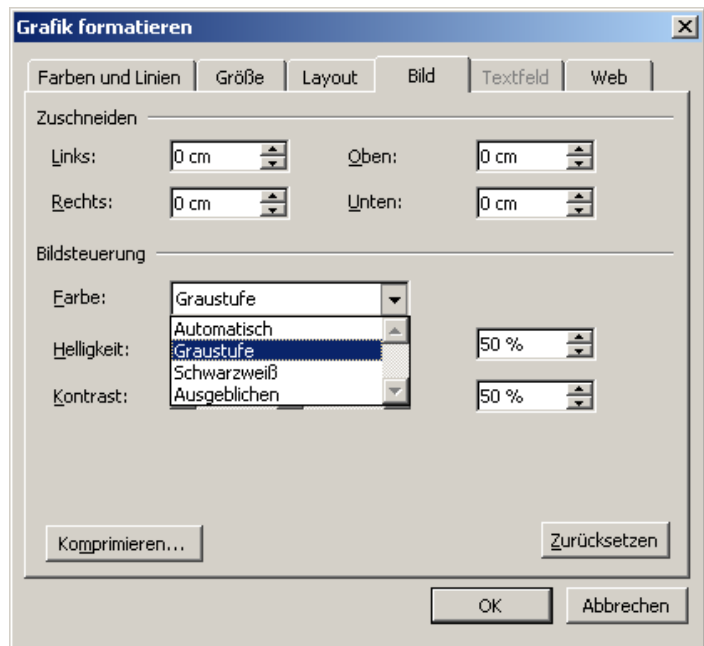 Grafik formatieren
Farben und Linien Größe Layout Bild Textfeld Web
Zuschneiden
Links: 0 cm Oben: 0 cm
Rechts: 0 cm Unten: 0 cm
Bildsteuerung
Farbe: Graustufe
Automatisch
Helligkeit: Graustufe 50 %
Schwarzweiß
Kontrast: Ausgeblichen 50 %
Komprimieren... Zurücksetzen
OK Abbrechen